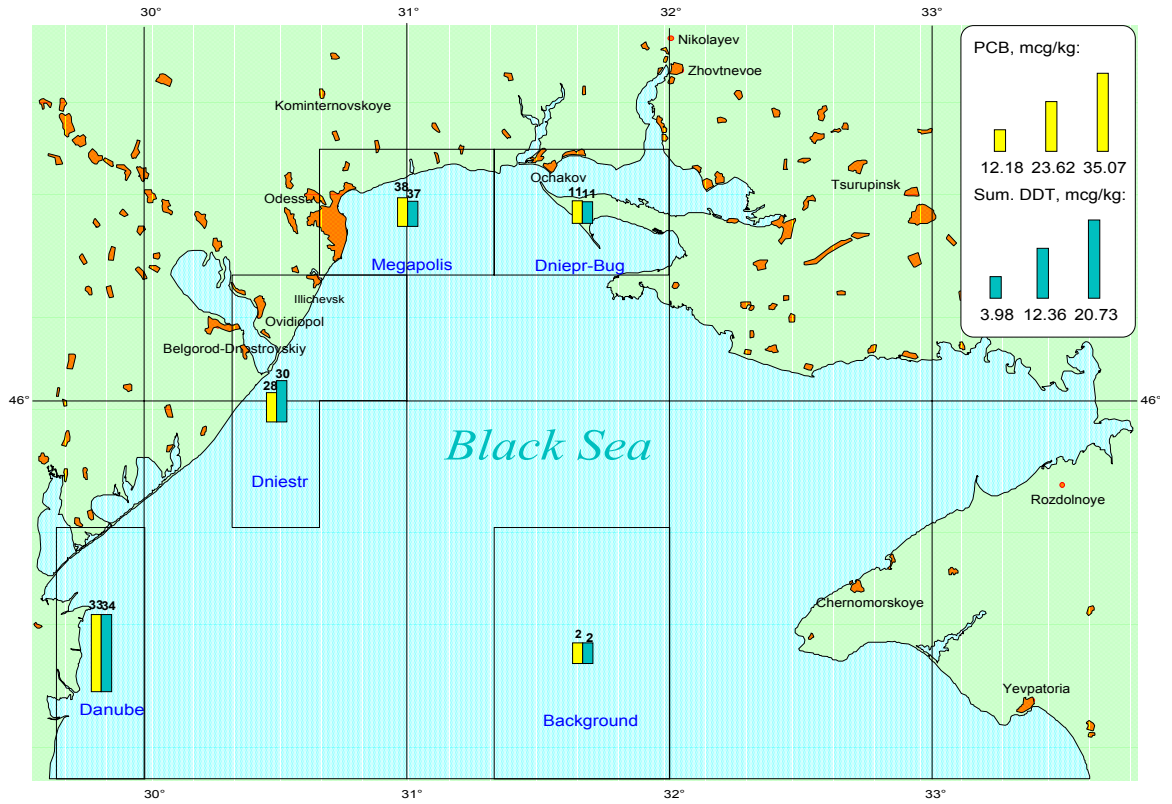 30° 31° 32° 33°
Nikolayev
Zhovtnevoe
Kominternovskoye
PCB, mcg/kg:
12.18 23.62 35.07
Sum. DDT, mcg/kg:
3.98 12.36 20.73
Ochakov
Tsurupinsk
38 37
11 11
Odessa
Megapolis
Dniepr-Bug
Illichevsk
Ovidiopol
Belgorod-Dnestrovskiy
30
28
46° 46°
Black Sea
Dniestr
Rozdolnoye
Chernomorskoye
33 34
2 2
Yevpatoria
Danube
Background
30° 31° 32° 33°